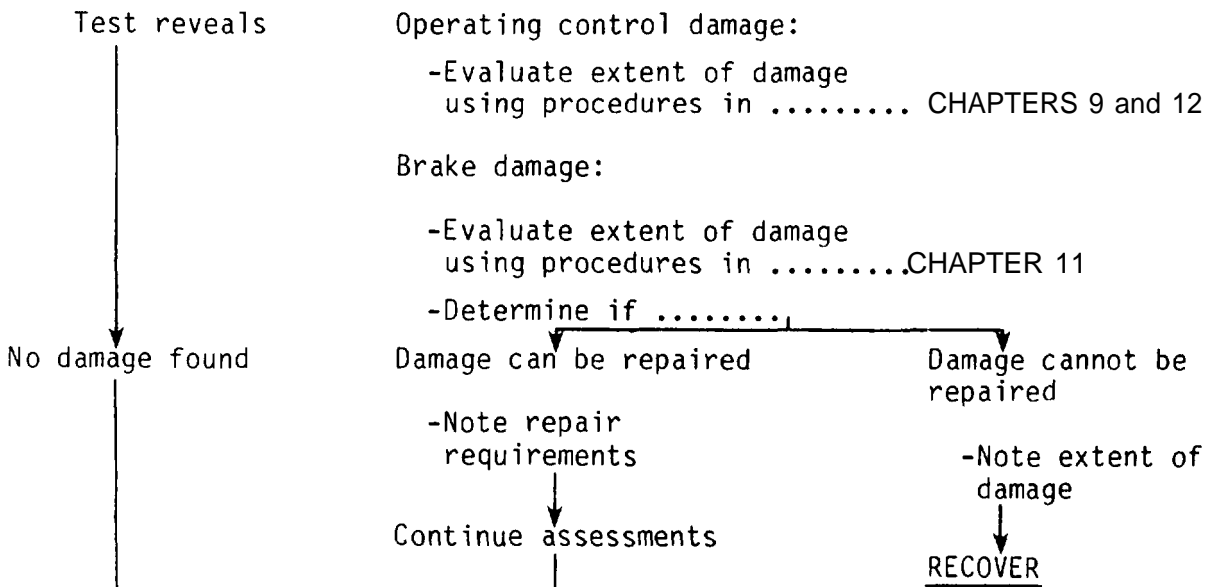 Test reveals
Operating control damage:
-Evaluate extent of damage
using procedures in ......... CHAPTERS 9 and 12
Brake damage:
-Evaluate extent of damage
using procedures in .........CHAPTER 11
-Determine if ........
No damage found
Damage can be repaired
Damage cannot be
repaired
-Note repair
requirements
-Note extent of
damage
Continue assessments
RECOVER